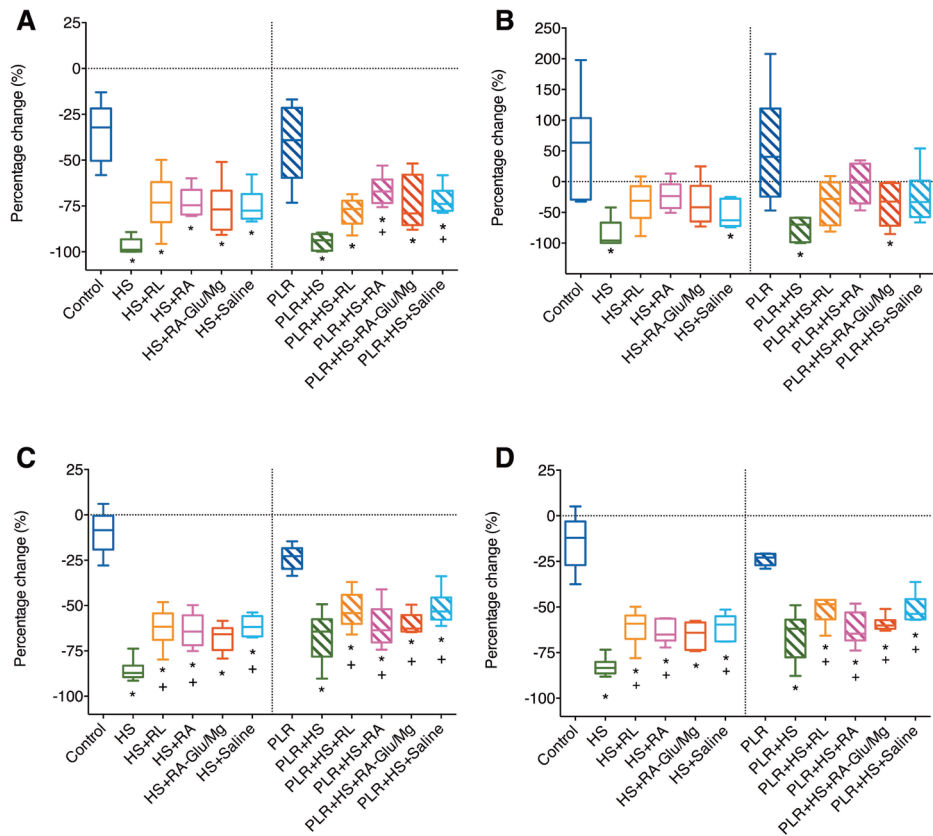 A
Percentage change (%)
25
0
-25
-50
-75
-100
* * * * * * * * * * *
+ +
Control HS HS+RL HS+RA HS+RA-Glu/Mg HS+Saline PLR PLR+HS PLR+HS+RL PLR+HS+RA PLR+HS+RA-Glu/Mg PLR+HS+Saline
B
Percentage change (%)
250
200
150
100
50
0
-50
-100
* * * *
Control HS HS+RL HS+RA HS+RA-Glu/Mg HS+Saline PLR PLR+HS PLR+HS+RL PLR+HS+RA PLR+HS+RA-Glu/Mg PLR+HS+Saline
C
Percentage change (%)
25
0
-25
-50
-75
-100
* * * * * * * * * *
+ + + + + + +
Control HS HS+RL HS+RA HS+RA-Glu/Mg HS+Saline PLR PLR+HS PLR+HS+RL PLR+HS+RA PLR+HS+RA-Glu/Mg PLR+HS+Saline
D
Percentage change (%)
25
0
-25
-50
-75
-100
* * * * * * * * * *
+ + + + + + +
Control HS HS+RL HS+RA HS+RA-Glu/Mg HS+Saline PLR PLR+HS PLR+HS+RL PLR+HS+RA PLR+HS+RA-Glu/Mg PLR+HS+Saline